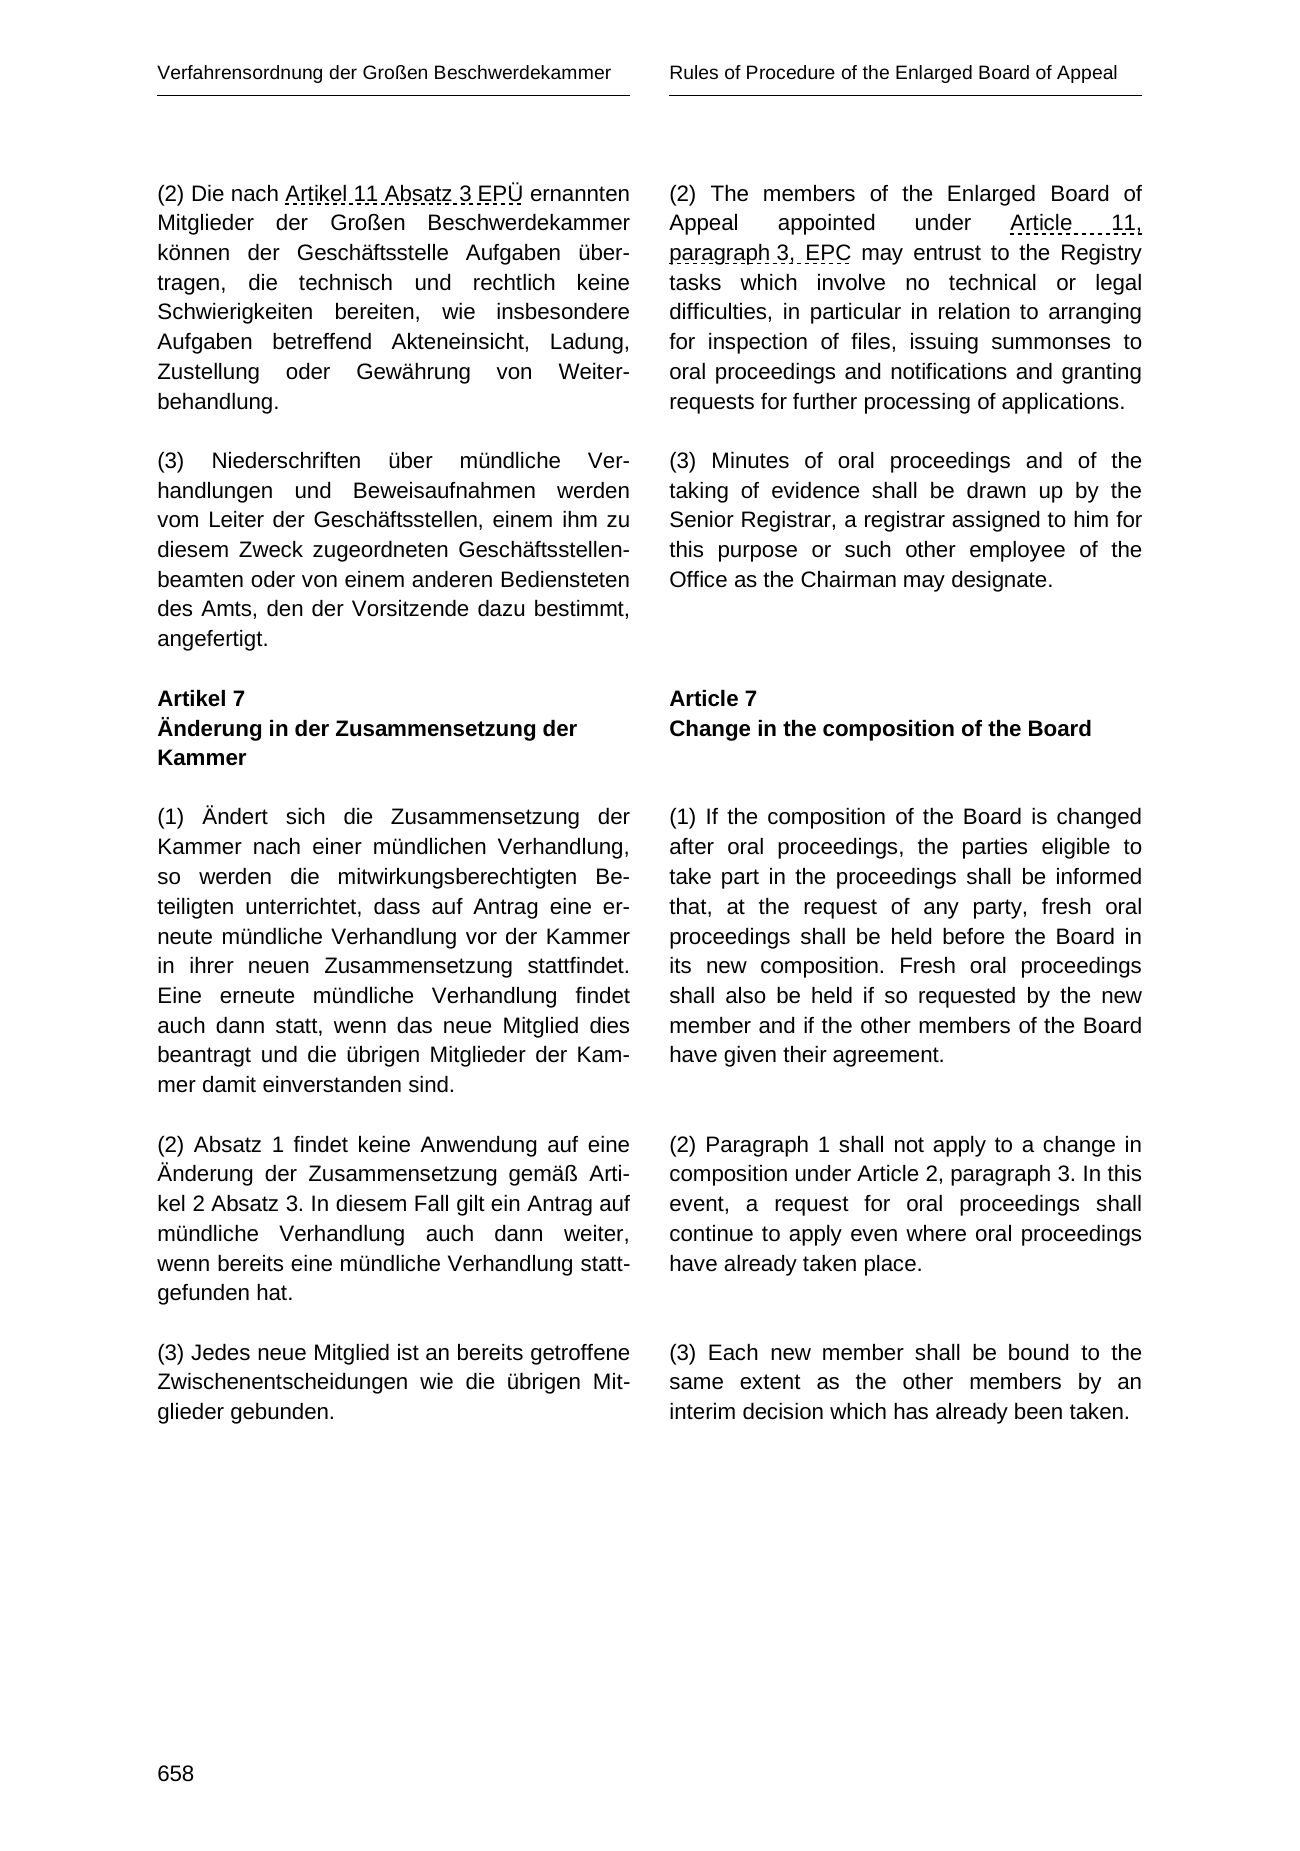 Verfahrensordnung der Großen Beschwerdekammer
(2) Die nach Artikel 11 Absatz 3 EPÜ ernannten
Mitglieder der Großen Beschwerdekammer
können der Geschäftsstelle Aufgaben über-
tragen, die technisch und rechtlich keine
Schwierigkeiten bereiten, wie insbesondere
Aufgaben betreffend Akteneinsicht, Ladung,
Zustellung oder Gewährung von Weiter-
behandlung.
(3) Niederschriften über mündliche Ver-
handlungen und Beweisaufnahmen werden
vom Leiter der Geschäftsstellen, einem ihm zu
diesem Zweck zugeordneten Geschäftsstellen-
beamten oder von einem anderen Bediensteten
des Amts, den der Vorsitzende dazu bestimmt,
angefertigt.
Artikel 7
Änderung in der Zusammensetzung der
Kammer
(1) Ändert sich die Zusammensetzung der
Kammer nach einer mündlichen Verhandlung,
so werden die mitwirkungsberechtigten Be-
teiligten unterrichtet, dass auf Antrag eine er-
neute mündliche Verhandlung vor der Kammer
in ihrer neuen Zusammensetzung stattfindet.
Eine erneute mündliche Verhandlung findet
auch dann statt, wenn das neue Mitglied dies
beantragt und die übrigen Mitglieder der Kam-
mer damit einverstanden sind.
(2) Absatz 1 findet keine Anwendung auf eine
Änderung der Zusammensetzung gemäß Arti-
kel 2 Absatz 3. In diesem Fall gilt ein Antrag auf
mündliche Verhandlung auch dann weiter,
wenn bereits eine mündliche Verhandlung statt-
gefunden hat.
(3) Jedes neue Mitglied ist an bereits getroffene
Zwischenentscheidungen wie die übrigen Mit-
glieder gebunden.
Rules of Procedure of the Enlarged Board of Appeal
(2) The members of the Enlarged Board of
Appeal appointed under Article 11,
paragraph 3, EPC may entrust to the Registry
tasks which involve no technical or legal
difficulties, in particular in relation to arranging
for inspection of files, issuing summonses to
oral proceedings and notifications and granting
requests for further processing of applications.
(3) Minutes of oral proceedings and of the
taking of evidence shall be drawn up by the
Senior Registrar, a registrar assigned to him for
this purpose or such other employee of the
Office as the Chairman may designate.
Article 7
Change in the composition of the Board
(1) If the composition of the Board is changed
after oral proceedings, the parties eligible to
take part in the proceedings shall be informed
that, at the request of any party, fresh oral
proceedings shall be held before the Board in
its new composition. Fresh oral proceedings
shall also be held if so requested by the new
member and if the other members of the Board
have given their agreement.
(2) Paragraph 1 shall not apply to a change in
composition under Article 2, paragraph 3. In this
event, a request for oral proceedings shall
continue to apply even where oral proceedings
have already taken place.
(3) Each new member shall be bound to the
same extent as the other members by an
interim decision which has already been taken.
658